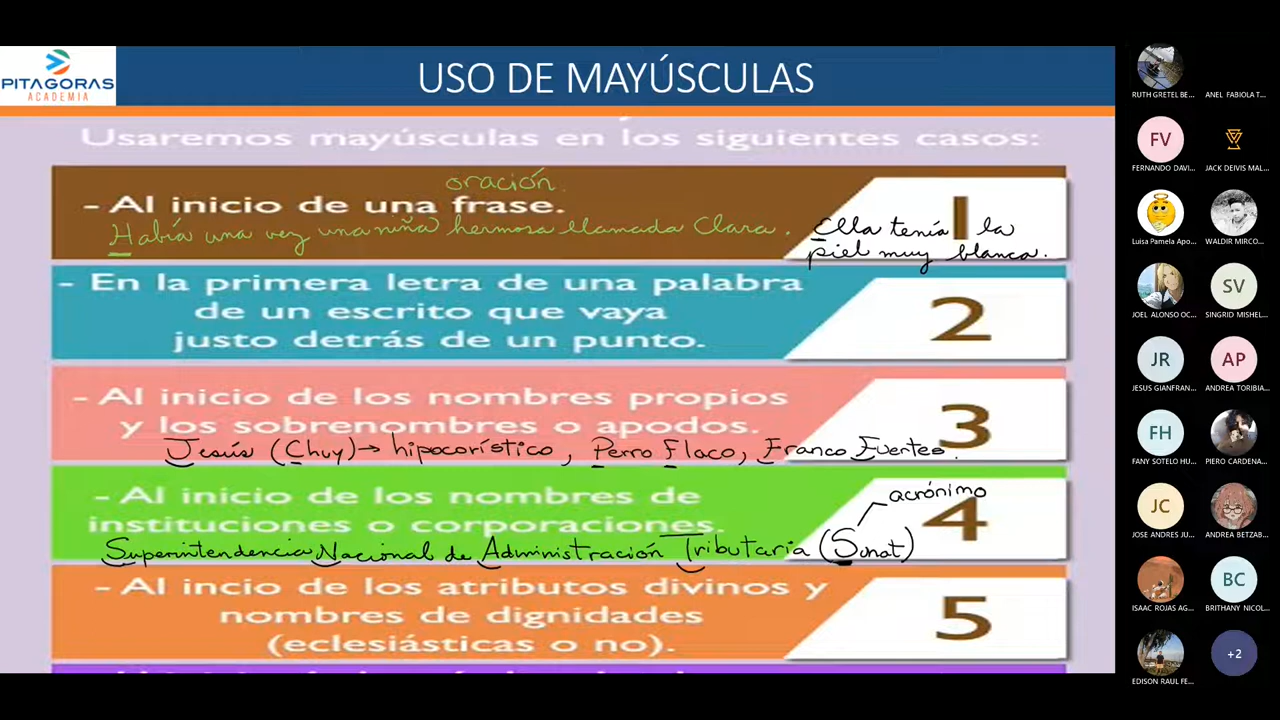 PITAGORAS
ACADEMIA
USO DE MAYÚSCULAS
Usaremos mayúsculas en los siguientes casos:
oración.
- Al inicio de una frase.
1
Había una vez una niña hermosa llamada Clara. Ella tenía la
piel muy blanca.
- En la primera letra de una palabra
de un escrito que vaya
justo detrás de un punto.
2
- Al inicio de los nombres propios
y los sobrenombres o apodos.
3
Jesús (Chuy)→ hipocorístico, Perro Flaco, Franco Fuertes.
- Al inicio de los nombres de
instituciones o corporaciones.
4
acrónimo
Superintendencia Nacional de Administración Tributaria (Sunat)
- Al incio de los atributos divinos y
nombres de dignidades
(eclesiásticas o no).
5
RUTH GRETEL BE...
ANEL FABIOLA T...
FV
FERNANDO DAVI...
JACK DEIVIS MAL...
Luisa Pamela Apo...
WALDIR MIRCO...
JOEL ALONSO OC...
SV
SINGRID MISHEL...
JR
JESUS GIANFRAN...
AP
ANDREA TORIBIA...
FH
FANY SOTELO HU...
PIERO CARDENA...
JC
JOSE ANDRES JU...
ANDREA BETZAB...
ISAAC ROJAS AG...
BC
BRITHANY NICOL...
EDISON RAUL FE...
+2